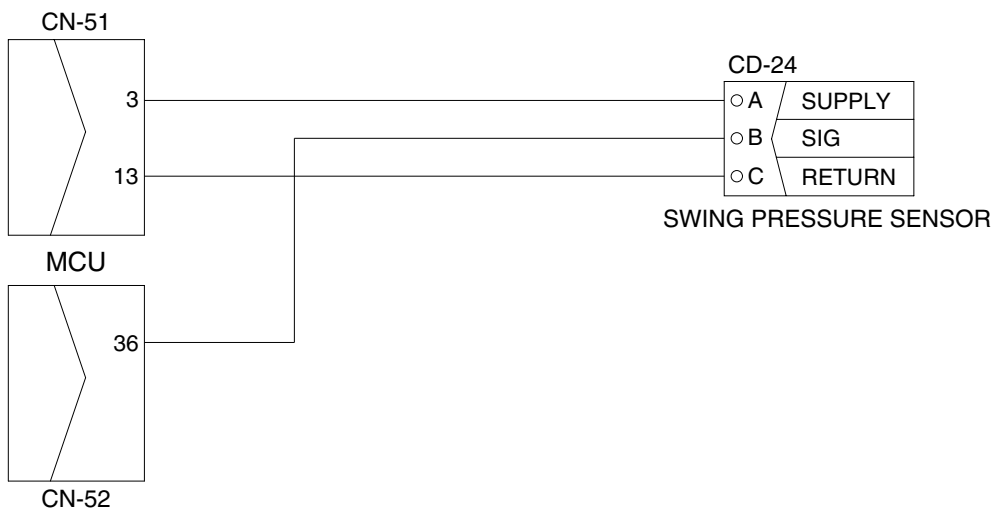 CN-51
3
13
MCU
36
CN-52
CD-24
A SUPPLY
B SIG
C RETURN
SWING PRESSURE SENSOR